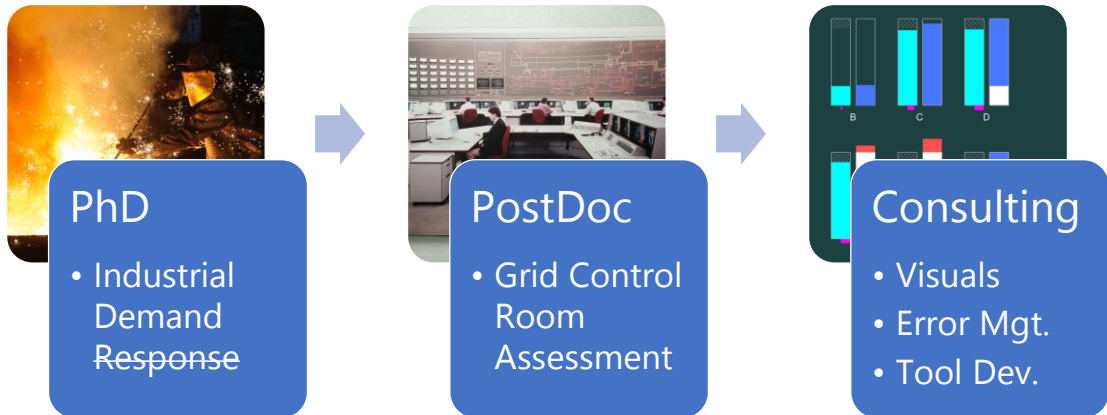 PhD
• Industrial
Demand
Response
PostDoc
• Grid Control
Room
Assessment
B
C
D
Consulting
• Visuals
• Error Mgt.
• Tool Dev.